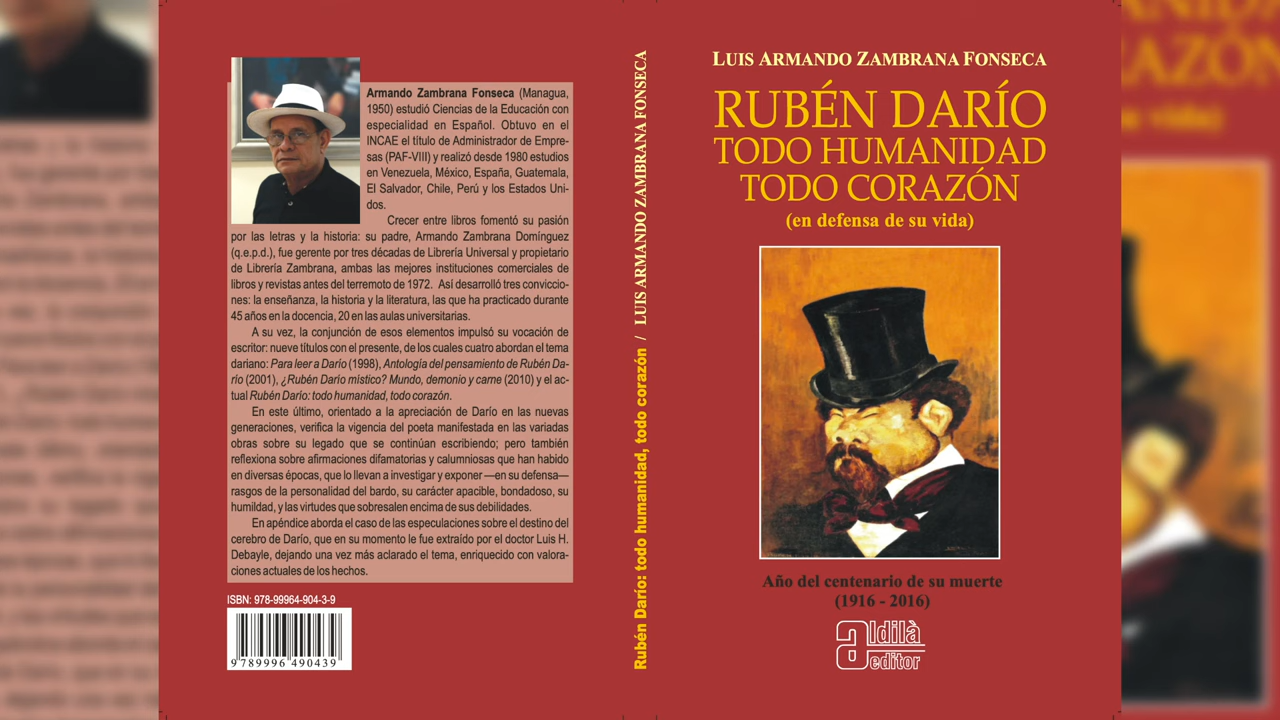 Armando Zambrana Fonseca (Managua,
1950) estudió Ciencias de la Educación con
especialidad en Español. Obtuvo en el
INCAE el título de Administrador de Empre-
sas (PAF-VIII) y realizó desde 1980 estudios
en Venezuela, México, España, Guatemala,
El Salvador, Chile, Perú y los Estados Uni-
dos.
Crecer entre libros fomentó su pasión
por las letras y la historia: su padre, Armando Zambrana Domínguez
(q.e.p.d.), fue gerente por tres décadas de Librería Universal y propietario
de Librería Zambrana, ambas las mejores instituciones comerciales de
libros y revistas antes del terremoto de 1972. Así desarrolló tres conviccio-
nes: la enseñanza, la historia y la literatura, las que ha practicado durante
45 años en la docencia, 20 en las aulas universitarias.
A su vez, la conjunción de esos elementos impulsó su vocación de
escritor: nueve títulos con el presente, de los cuales cuatro abordan el tema
dariano: Para leer a Darío (1998), Antología del pensamiento de Rubén Da-
río (2001), ¿Rubén Darío místico? Mundo, demonio y carne (2010) y el ac-
tual Rubén Darío: todo humanidad, todo corazón.
En este último, orientado a la apreciación de Darío en las nuevas
generaciones, verifica la vigencia del poeta manifestada en las variadas
obras sobre su legado que se continúan escribiendo; pero también
reflexiona sobre afirmaciones difamatorias y calumniosas que han habido
en diversas épocas, que lo llevan a investigar y exponer —en su defensa—
rasgos de la personalidad del bardo, su carácter apacible, bondadoso, su
humildad, y las virtudes que sobresalen encima de sus debilidades.
En apéndice aborda el caso de las especulaciones sobre el destino del
cerebro de Darío, que en su momento le fue extraído por el doctor Luis H.
Debayle, dejando una vez más aclarado el tema, enriquecido con valora-
ciones actuales de los hechos.
ISBN: 978-99964-904-3-9
9 789996 490439
Rubén Darío: todo humanidad, todo corazón / LUIS ARMANDO ZAMBRANA FONSECA
LUIS ARMANDO ZAMBRANA FONSECA
RUBÉN DARÍO
TODO HUMANIDAD
TODO CORAZÓN
(en defensa de su vida)
Año del centenario de su muerte
(1916 - 2016)
aldilà
editor